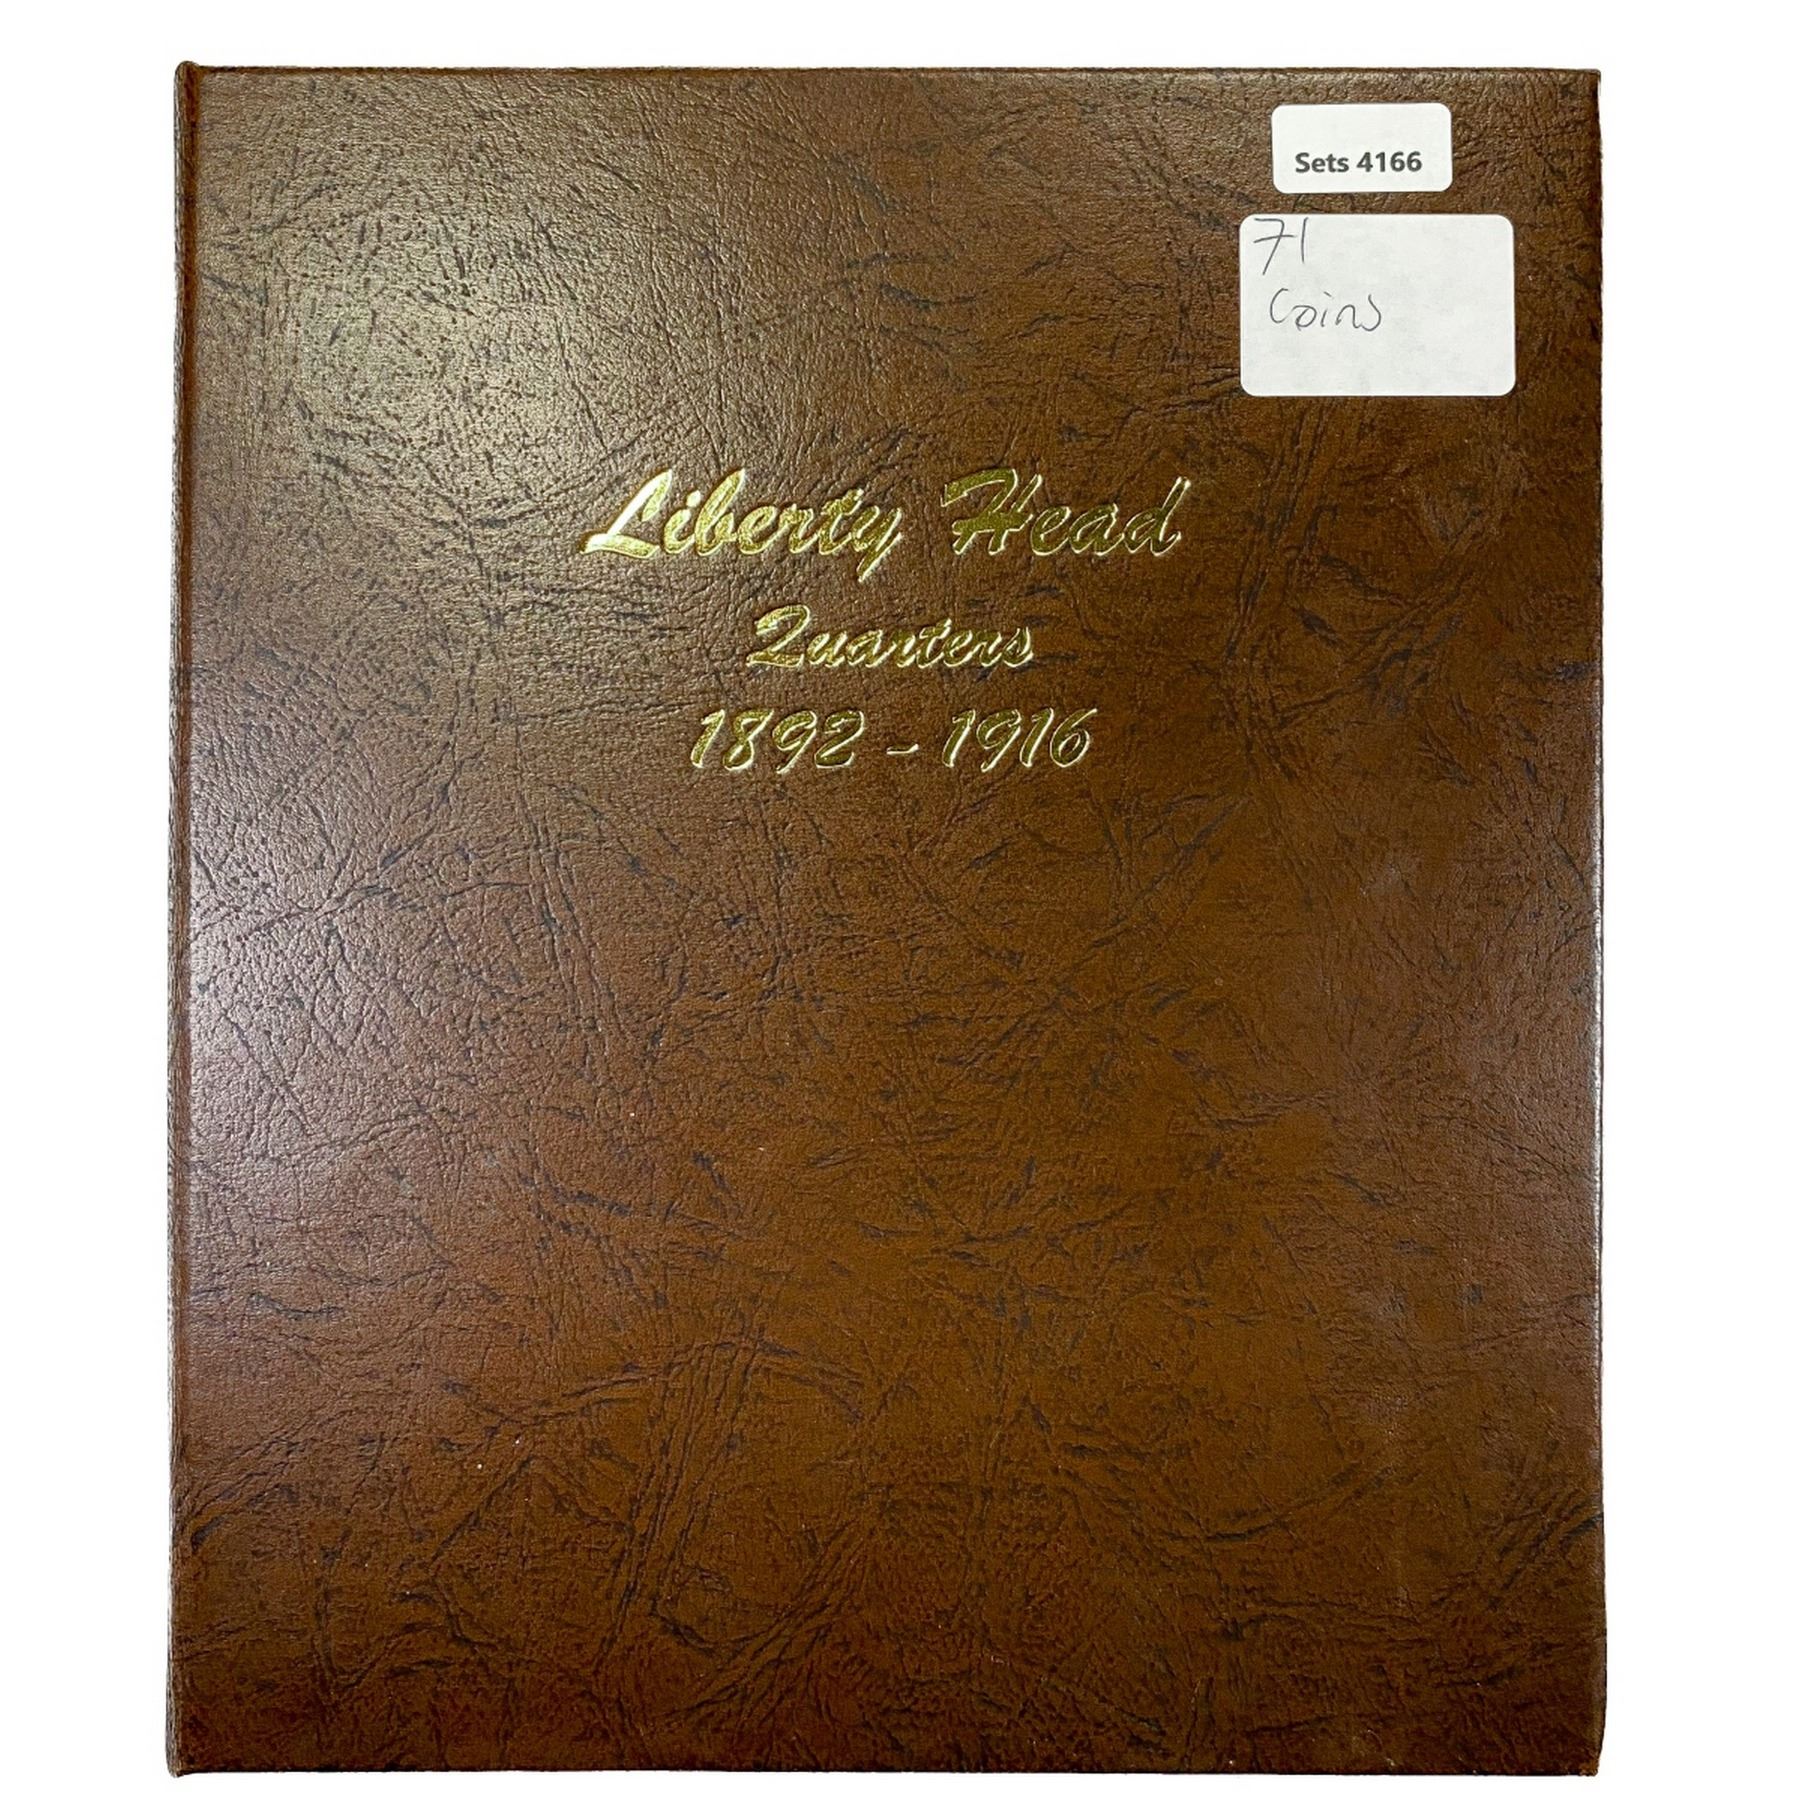 Sets 4166
71
Coins
Liberty Head
Quarters
1892 - 1916